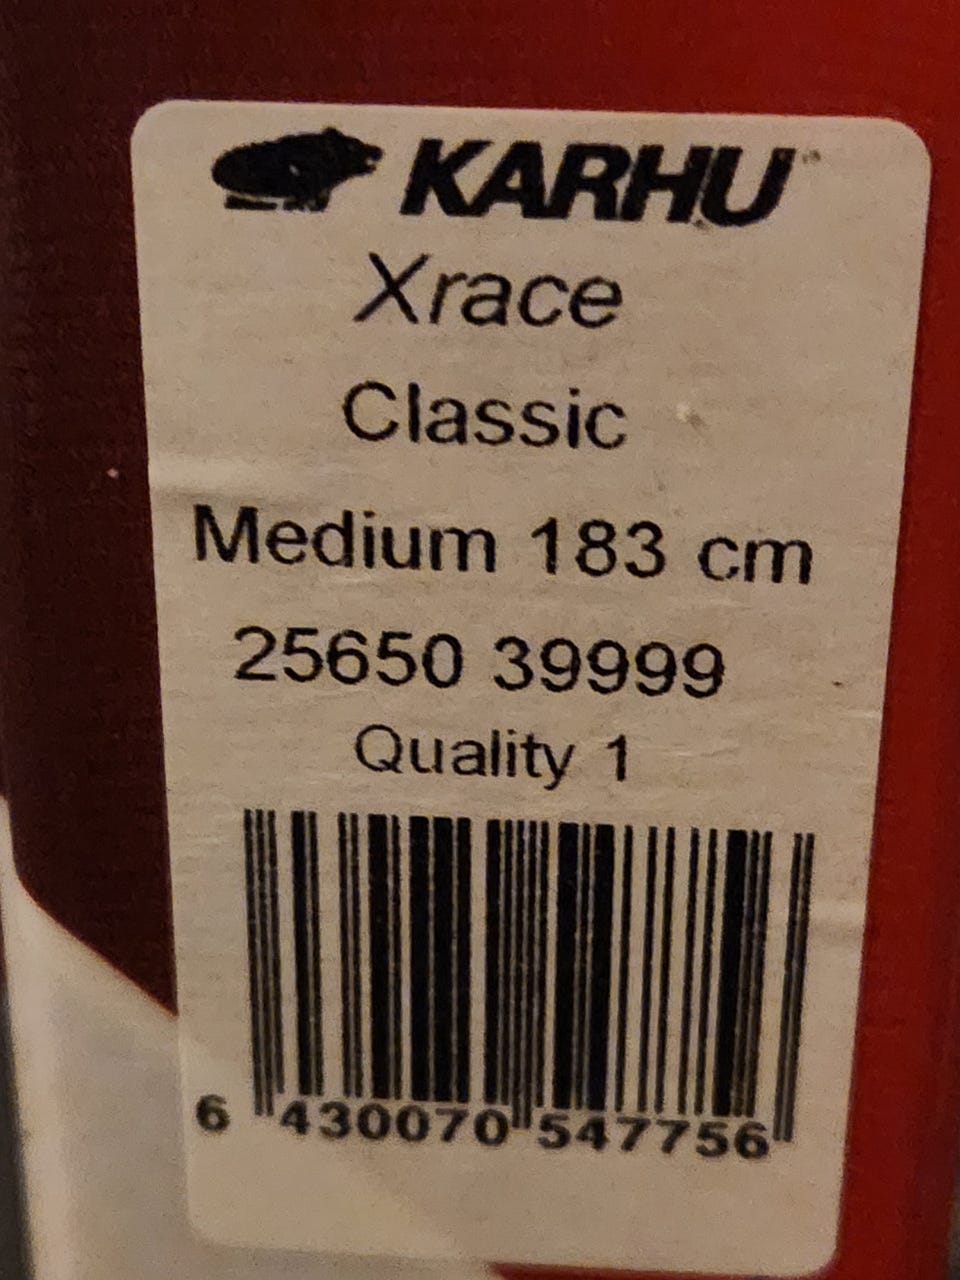 KARHU
Xrace
Classic
Medium 183 cm
25650 39999
Quality 1
6 430070 547756